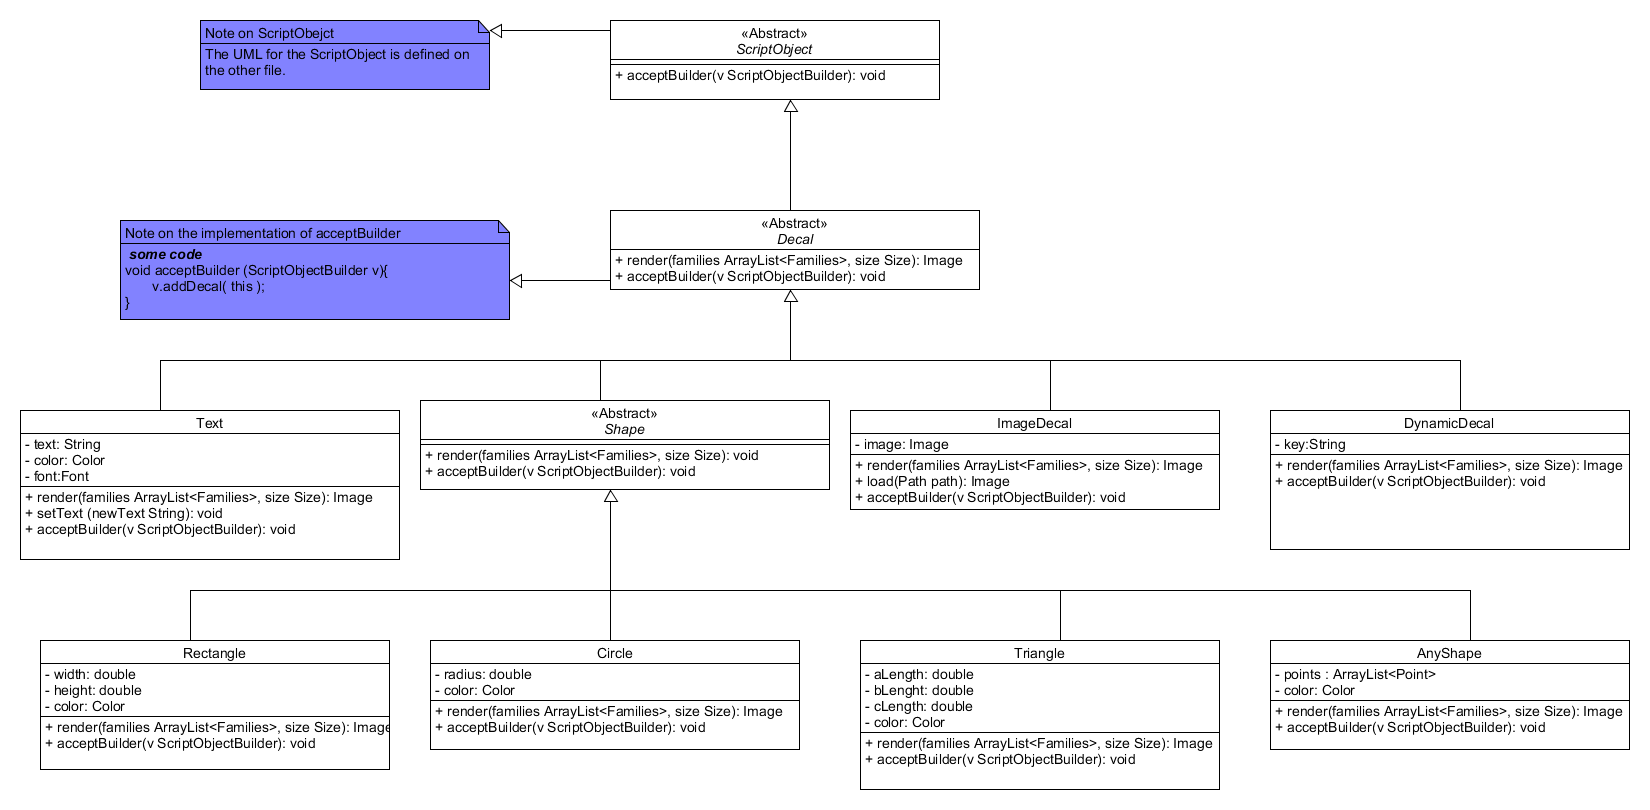 Note on ScriptObejct
The UML for the ScriptObject is defined on
the other file.
«Abstract»
ScriptObject
+ acceptBuilder(v ScriptObjectBuilder): void
Note on the implementation of acceptBuilder
some code
void acceptBuilder (ScriptObjectBuilder v){
v.addDecal( this );
}
«Abstract»
Decal
+ render(families ArrayList<Families>, size Size): Image
+ acceptBuilder(v ScriptObjectBuilder): void
Text
- text: String
- color: Color
- font:Font
+ render(families ArrayList<Families>, size Size): Image
+ setText (newText String): void
+ acceptBuilder(v ScriptObjectBuilder): void
«Abstract»
Shape
+ render(families ArrayList<Families>, size Size): void
+ acceptBuilder(v ScriptObjectBuilder): void
ImageDecal
- image: Image
+ render(families ArrayList<Families>, size Size): Image
+ load(Path path): Image
+ acceptBuilder(v ScriptObjectBuilder): void
DynamicDecal
- key:String
+ render(families ArrayList<Families>, size Size): Image
+ acceptBuilder(v ScriptObjectBuilder): void
Rectangle
- width: double
- height: double
- color: Color
+ render(families ArrayList<Families>, size Size): Image
+ acceptBuilder(v ScriptObjectBuilder): void
Circle
- radius: double
- color: Color
+ render(families ArrayList<Families>, size Size): Image
+ acceptBuilder(v ScriptObjectBuilder): void
Triangle
- aLength: double
- bLenght: double
- cLength: double
- color: Color
+ render(families ArrayList<Families>, size Size): Image
+ acceptBuilder(v ScriptObjectBuilder): void
AnyShape
- points : ArrayList<Point>
- color: Color
+ render(families ArrayList<Families>, size Size): Image
+ acceptBuilder(v ScriptObjectBuilder): void